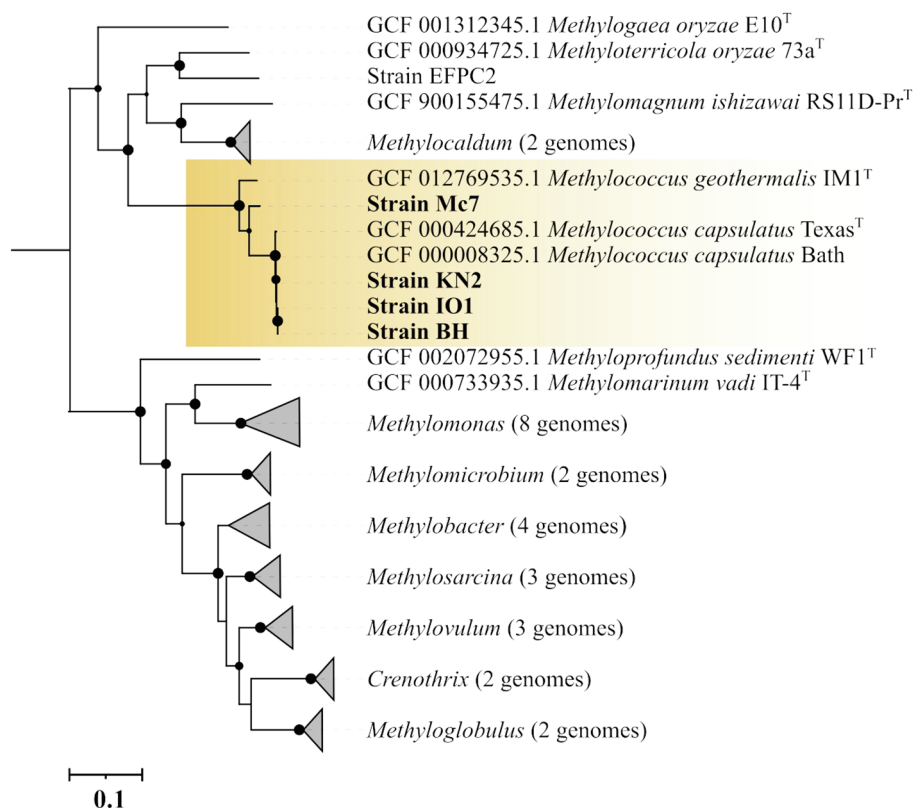 GCF 001312345.1 Methylogaea oryzae E10T
GCF 000934725.1 Methyloterricola oryzae 73aT
Strain EFPC2
GCF 900155475.1 Methylomagnum ishizawai RS11D-PrT
Methylocaldum (2 genomes)
GCF 012769535.1 Methylococcus geothermalis IM1T
Strain Mc7
GCF 000424685.1 Methylococcus capsulatus TexasT
GCF 000008325.1 Methylococcus capsulatus Bath
Strain KN2
Strain IO1
Strain BH
GCF 002072955.1 Methyloprofundus sedimenti WF1T
GCF 000733935.1 Methylomarinum vadi IT-4T
Methylomonas (8 genomes)
Methylomicrobium (2 genomes)
Methylobacter (4 genomes)
Methylosarcina (3 genomes)
Methylovulum (3 genomes)
Crenothrix (2 genomes)
Methyloglobulus (2 genomes)
0.1